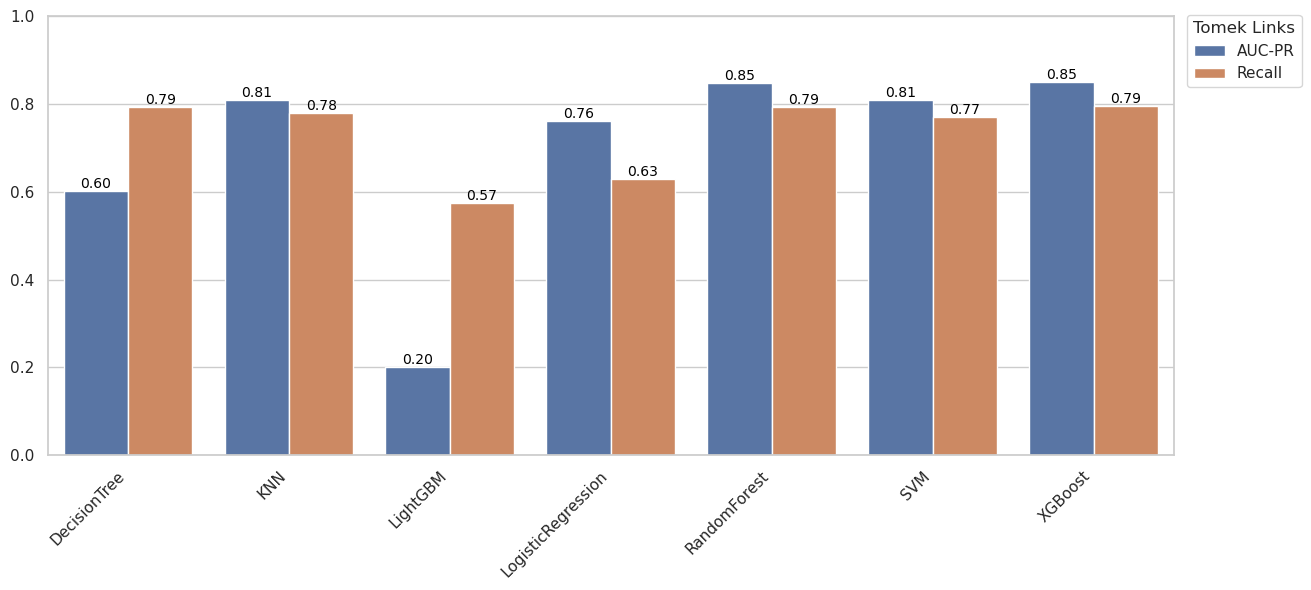 Tomek Links
AUC-PR
Recall
1.0
0.8
0.6
0.4
0.2
0.0
0.60
0.79
0.81
0.78
0.20
0.57
0.76
0.63
0.85
0.79
0.81
0.77
0.85
0.79
DecisionTree
KNN
LightGBM
LogisticRegression
RandomForest
SVM
XGBoost